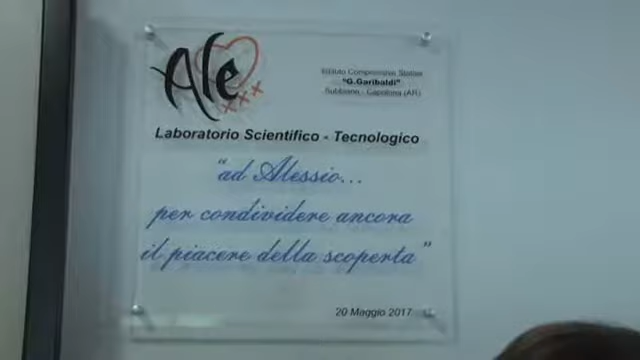 Ale
xxx
Istituto Comprensivo Statale
"G.Garibaldi"
Subbiano - Capolona (AR)
Laboratorio Scientifico - Tecnologico
"ad Alessio...
per condividere ancora
il piacere della scoperta"
20 Maggio 2017